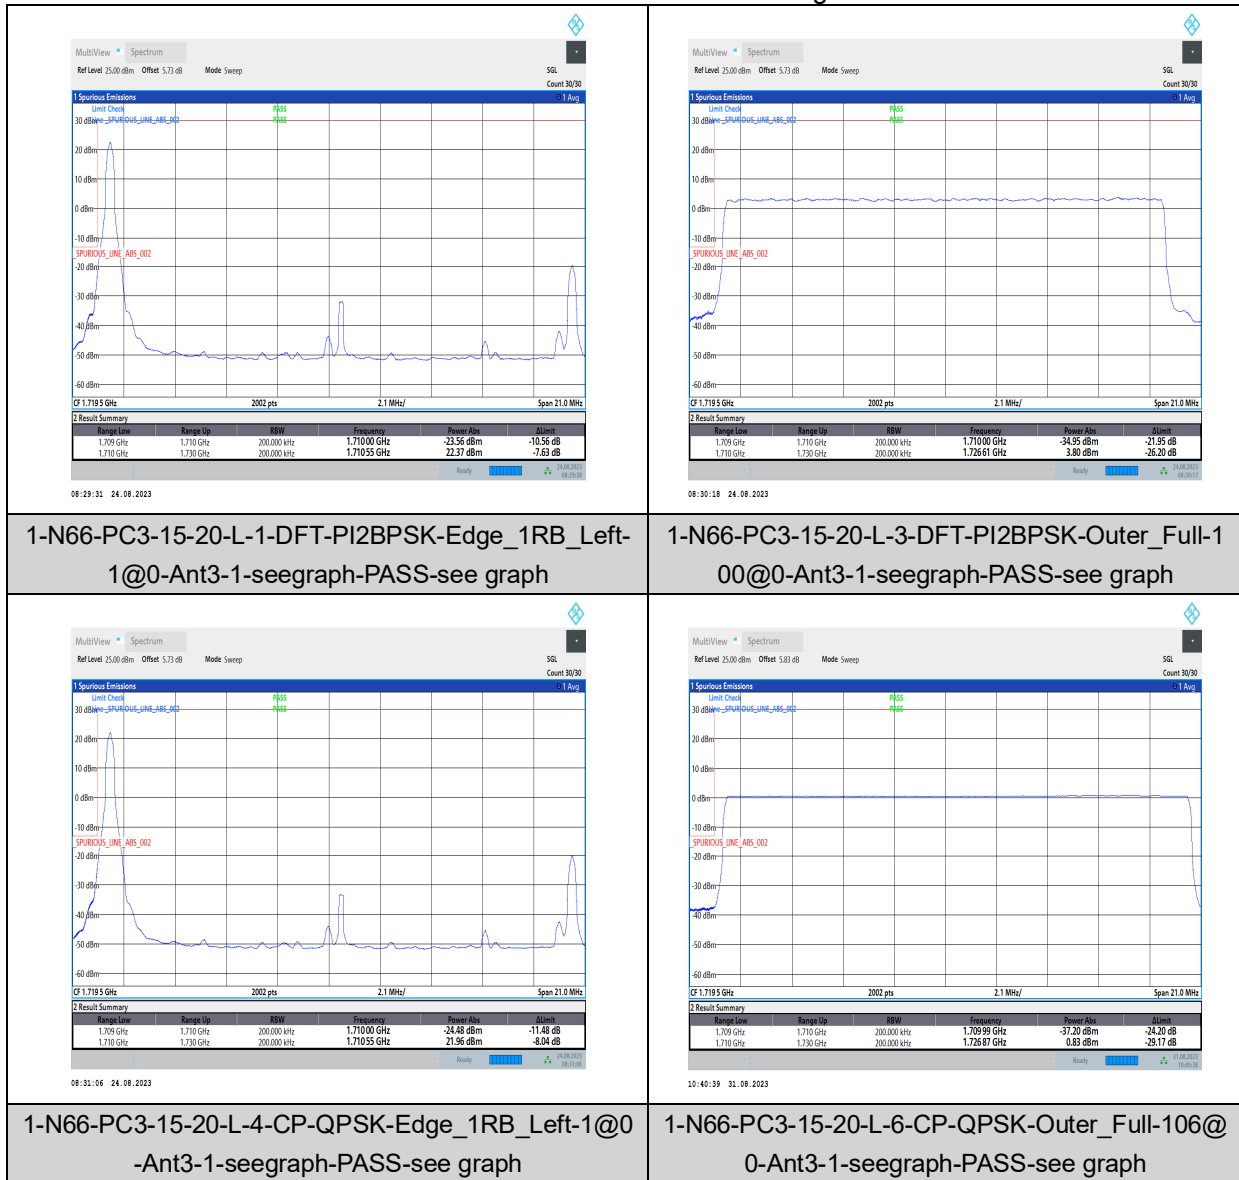 MultiView Spectrum
Ref Level 25.00 dBm Offset 5.73 dB Mode Sweep SGL
Count 30/30
1 Spurious Emissions 1 Avg
Limit Check PASS
30 dBm Line _SPURIOUS_LINE_ABS_002 PASS
20 dBm
10 dBm
0 dBm
-10 dBm
_SPURIOUS_LINE_ABS_002
-20 dBm
-30 dBm
-40 dBm
-50 dBm
-60 dBm
CF 1.7195 GHz 2002 pts 2.1 MHz/ Span 21.0 MHz
2 Result Summary
Range Low Range Up RBW Frequency Power Abs ΔLimit
1.709 GHz 1.710 GHz 200.000 kHz 1.71000 GHz -23.56 dBm -10.56 dB
1.710 GHz 1.730 GHz 200.000 kHz 1.71055 GHz 22.37 dBm -7.63 dB
Ready 24.08.2023
08:29:30
08:29:31 24.08.2023
MultiView Spectrum
Ref Level 25.00 dBm Offset 5.73 dB Mode Sweep SGL
Count 30/30
1 Spurious Emissions 1 Avg
Limit Check PASS
30 dBm Line _SPURIOUS_LINE_ABS_002 PASS
20 dBm
10 dBm
0 dBm
-10 dBm
_SPURIOUS_LINE_ABS_002
-20 dBm
-30 dBm
-40 dBm
-50 dBm
-60 dBm
CF 1.7195 GHz 2002 pts 2.1 MHz/ Span 21.0 MHz
2 Result Summary
Range Low Range Up RBW Frequency Power Abs ΔLimit
1.709 GHz 1.710 GHz 200.000 kHz 1.71000 GHz -34.95 dBm -21.95 dB
1.710 GHz 1.730 GHz 200.000 kHz 1.72661 GHz 3.80 dBm -26.20 dB
Ready 24.08.2023
08:30:17
08:30:18 24.08.2023
1-N66-PC3-15-20-L-1-DFT-PI2BPSK-Edge_1RB_Left-
1@0-Ant3-1-seegraph-PASS-see graph
1-N66-PC3-15-20-L-3-DFT-PI2BPSK-Outer_Full-1
00@0-Ant3-1-seegraph-PASS-see graph
MultiView Spectrum
Ref Level 25.00 dBm Offset 5.73 dB Mode Sweep SGL
Count 30/30
1 Spurious Emissions 1 Avg
Limit Check PASS
30 dBm Line _SPURIOUS_LINE_ABS_002 PASS
20 dBm
10 dBm
0 dBm
-10 dBm
_SPURIOUS_LINE_ABS_002
-20 dBm
-30 dBm
-40 dBm
-50 dBm
-60 dBm
CF 1.7195 GHz 2002 pts 2.1 MHz/ Span 21.0 MHz
2 Result Summary
Range Low Range Up RBW Frequency Power Abs ΔLimit
1.709 GHz 1.710 GHz 200.000 kHz 1.71000 GHz -24.48 dBm -11.48 dB
1.710 GHz 1.730 GHz 200.000 kHz 1.71055 GHz 21.96 dBm -8.04 dB
Ready 24.08.2023
08:31:06
08:31:06 24.08.2023
MultiView Spectrum
Ref Level 25.00 dBm Offset 5.83 dB Mode Sweep SGL
Count 30/30
1 Spurious Emissions 1 Avg
Limit Check PASS
30 dBm Line _SPURIOUS_LINE_ABS_002 PASS
20 dBm
10 dBm
0 dBm
-10 dBm
_SPURIOUS_LINE_ABS_002
-20 dBm
-30 dBm
-40 dBm
-50 dBm
-60 dBm
CF 1.7195 GHz 2002 pts 2.1 MHz/ Span 21.0 MHz
2 Result Summary
Range Low Range Up RBW Frequency Power Abs ΔLimit
1.709 GHz 1.710 GHz 200.000 kHz 1.70999 GHz -37.20 dBm -24.20 dB
1.710 GHz 1.730 GHz 200.000 kHz 1.72687 GHz 0.83 dBm -29.17 dB
Ready 31.08.2023
10:40:38
10:40:39 31.08.2023
1-N66-PC3-15-20-L-4-CP-QPSK-Edge_1RB_Left-1@0
-Ant3-1-seegraph-PASS-see graph
1-N66-PC3-15-20-L-6-CP-QPSK-Outer_Full-106@
0-Ant3-1-seegraph-PASS-see graph